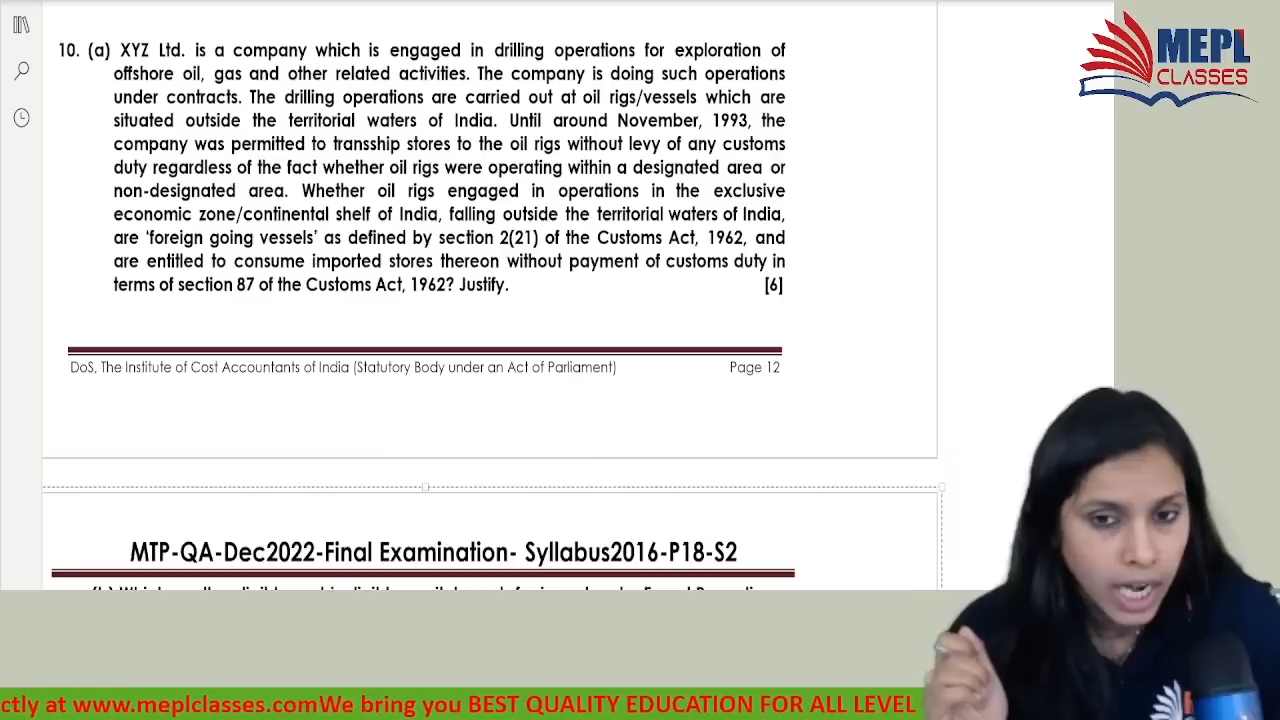 MEPL
CLASSES
10. (a) XYZ Ltd. is a company which is engaged in drilling operations for exploration of
offshore oil, gas and other related activities. The company is doing such operations
under contracts. The drilling operations are carried out at oil rigs/vessels which are
situated outside the territorial waters of India. Until around November, 1993, the
company was permitted to transship stores to the oil rigs without levy of any customs
duty regardless of the fact whether oil rigs were operating within a designated area or
non-designated area. Whether oil rigs engaged in operations in the exclusive
economic zone/continental shelf of India, falling outside the territorial waters of India,
are 'foreign going vessels' as defined by section 2(21) of the Customs Act, 1962, and
are entitled to consume imported stores thereon without payment of customs duty in
terms of section 87 of the Customs Act, 1962? Justify. [6]
DoS, The Institute of Cost Accountants of India (Statutory Body under an Act of Parliament) Page 12
MTP-QA-Dec2022-Final Examination- Syllabus2016-P18-S2
ctly at www.meplclasses.comWe bring you BEST QUALITY EDUCATION FOR ALL LEVEL